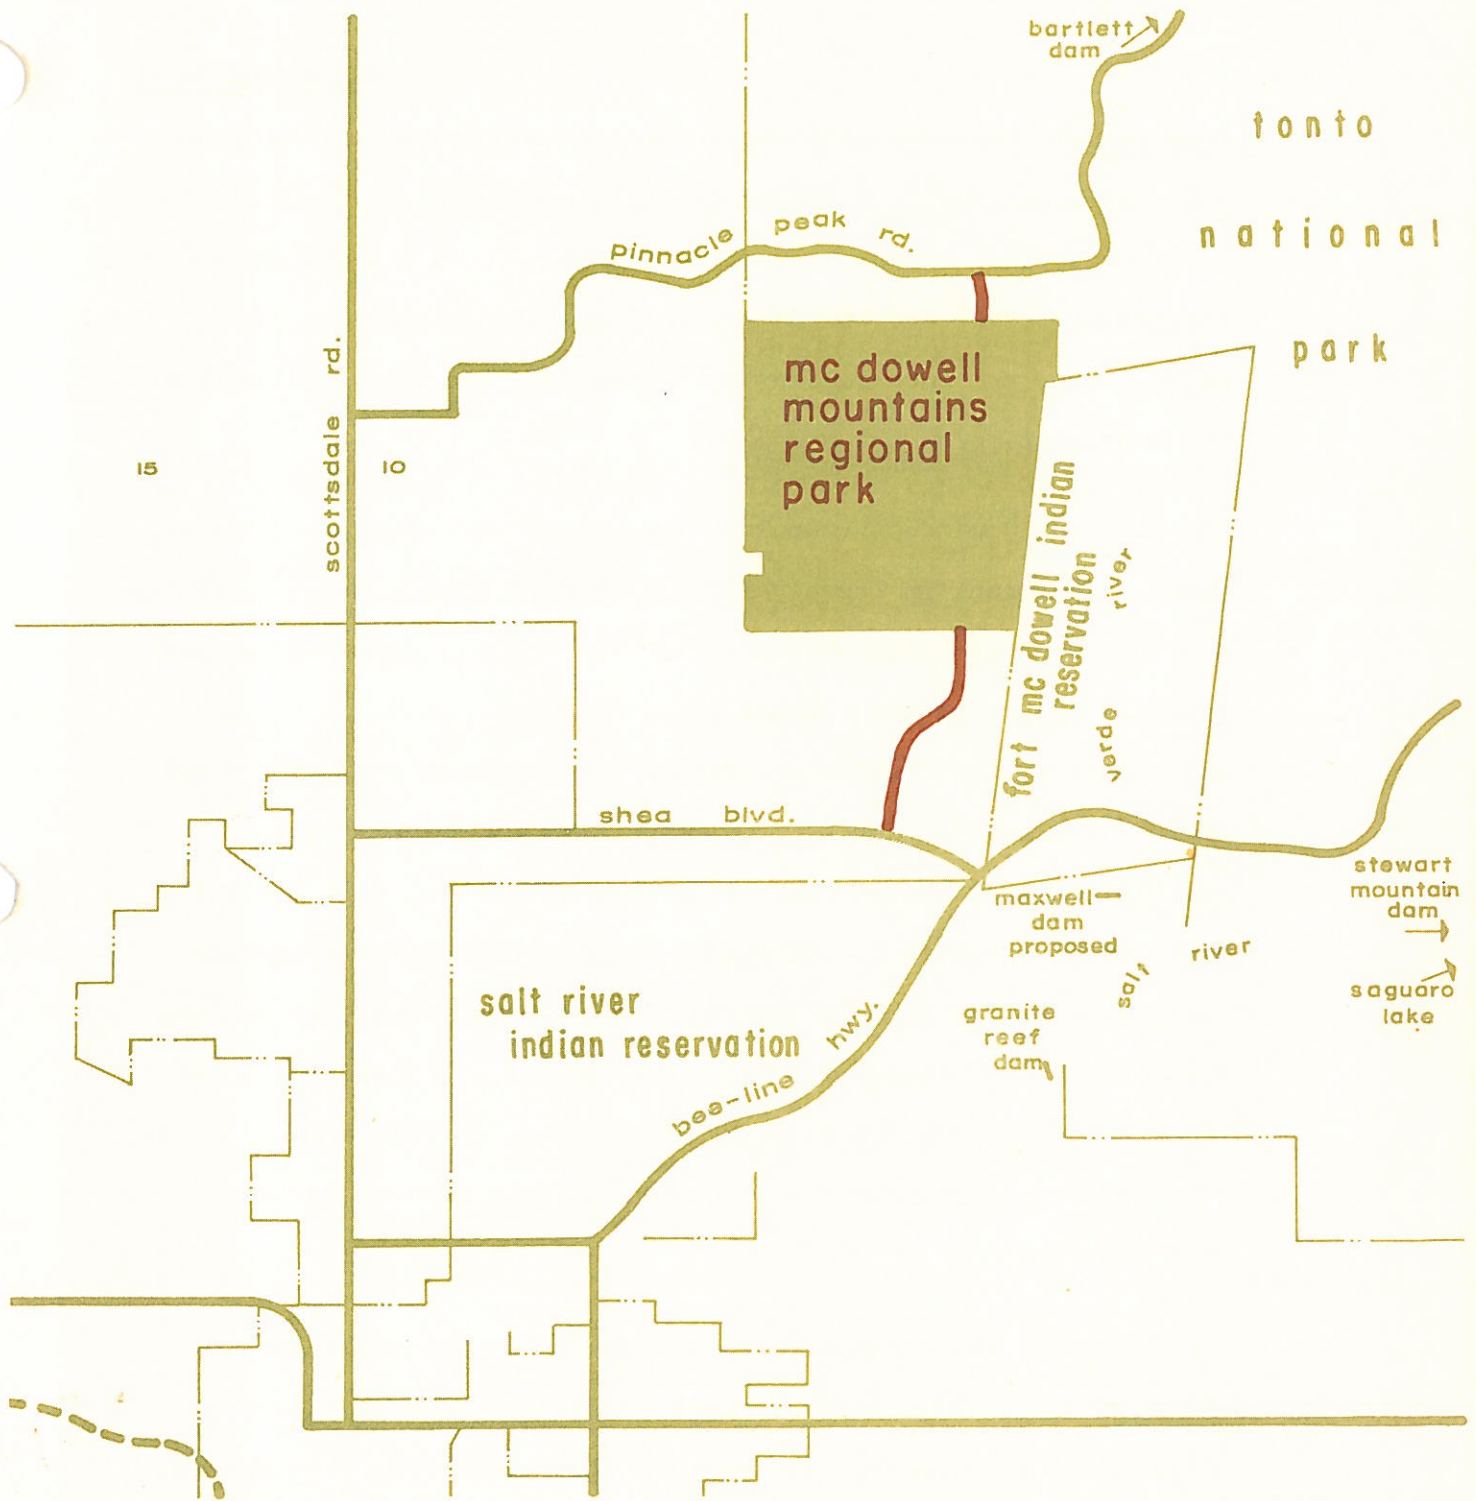 bartlett
dam
tonto
national
park
pinnacle peak rd.
scottsdale rd.
15
10
mc dowell
mountains
regional
park
fort mc dowell indian
reservation
verde river
shea blvd.
stewart
mountain
dam
maxwell
dam
proposed
salt river
saguaro
lake
salt river
indian reservation
granite
reef
dam
bee-line hwy.